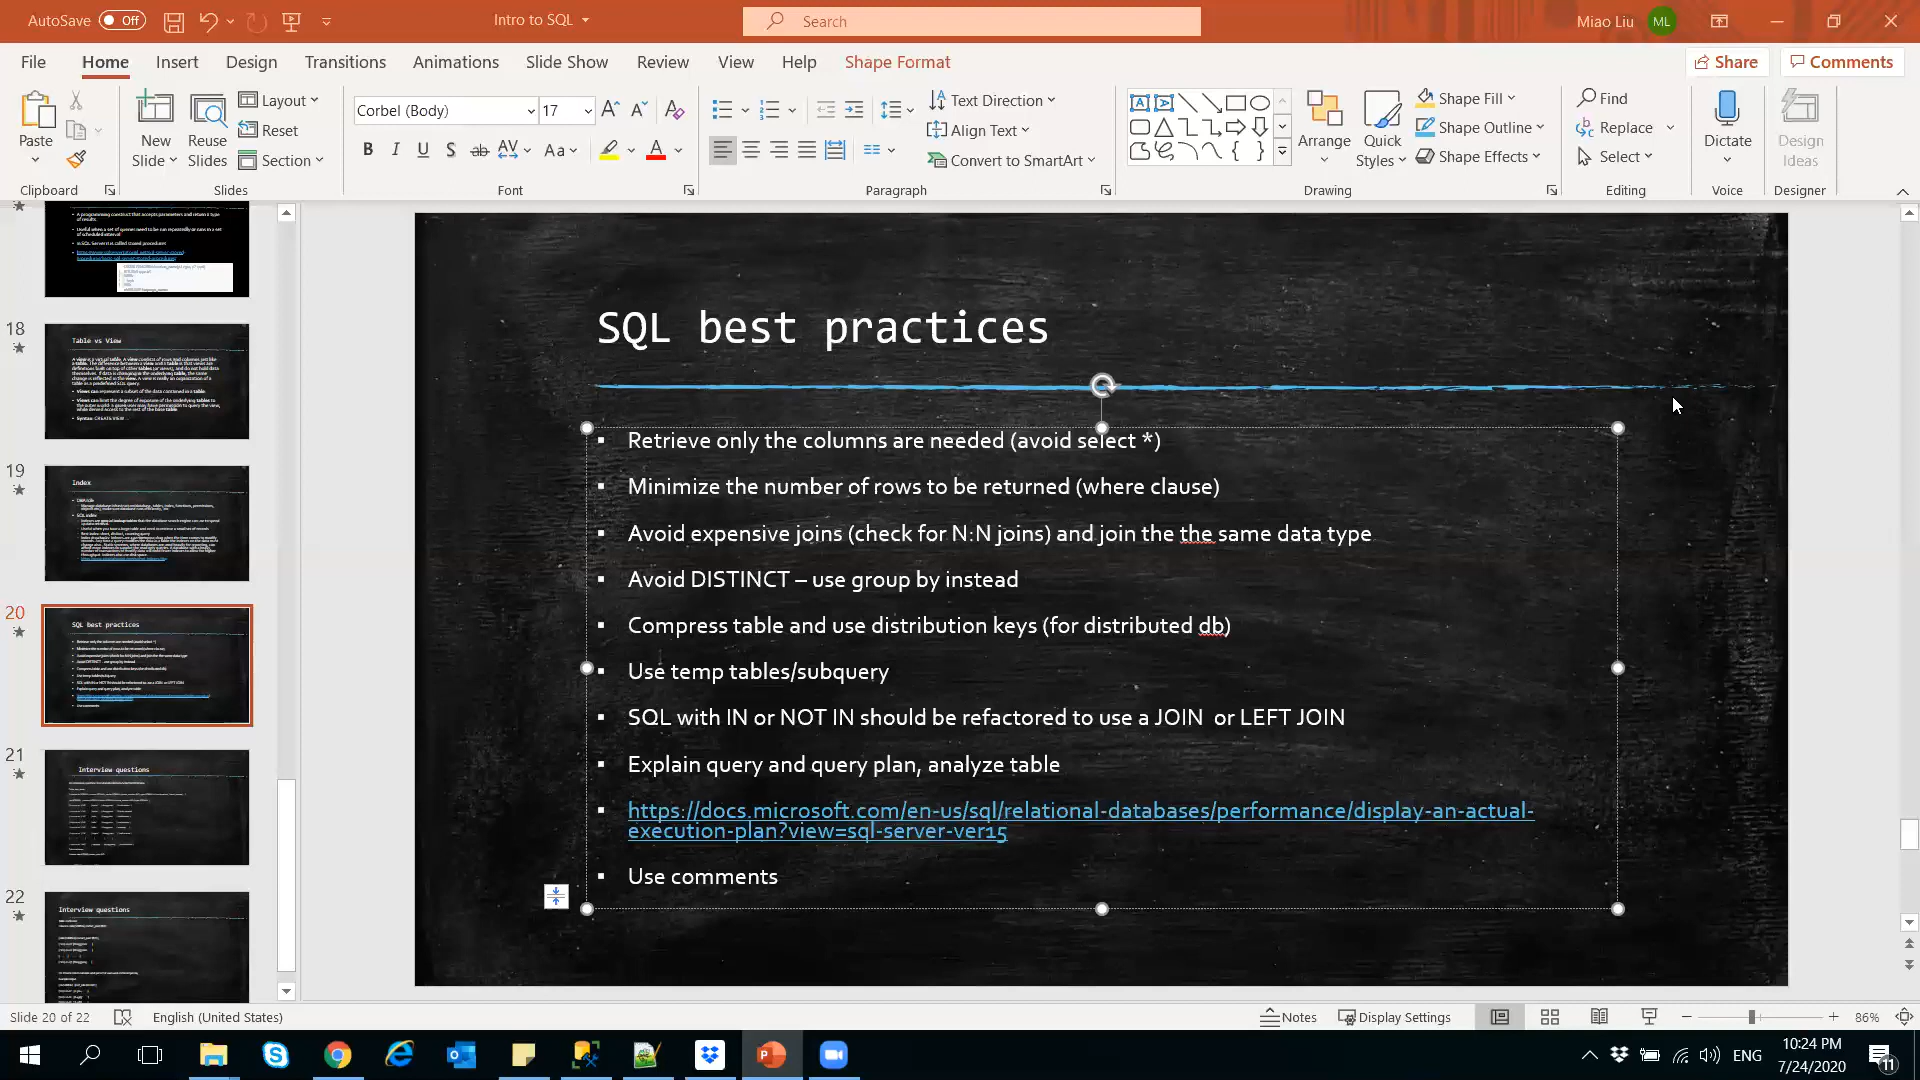 AutoSave Off
Intro to SQL
Search
Miao Liu ML
File Home Insert Design Transitions Animations Slide Show Review View Help Shape Format Share Comments
Paste
Clipboard
New Slide
Reuse Slides
Layout
Reset
Section
Slides
Corbel (Body) 17
B I U S ab AV Aa A
Font
Text Direction
Align Text
Convert to SmartArt
Paragraph
Arrange
Quick Styles
Shape Fill
Shape Outline
Shape Effects
Drawing
Find
Replace
Select
Editing
Dictate
Voice
Design Ideas
Designer
18
Table vs View
19
Index
20
SQL best practices
21
Interview questions
22
Interview questions
SQL best practices
▪ Retrieve only the columns are needed (avoid select *)
▪ Minimize the number of rows to be returned (where clause)
▪ Avoid expensive joins (check for N:N joins) and join the the same data type
▪ Avoid DISTINCT – use group by instead
▪ Compress table and use distribution keys (for distributed db)
▪ Use temp tables/subquery
▪ SQL with IN or NOT IN should be refactored to use a JOIN or LEFT JOIN
▪ Explain query and query plan, analyze table
▪ https://docs.microsoft.com/en-us/sql/relational-databases/performance/display-an-actual-
execution-plan?view=sql-server-ver15
▪ Use comments
Slide 20 of 22 English (United States) Notes Display Settings 86%
ENG
10:24 PM
7/24/2020
11